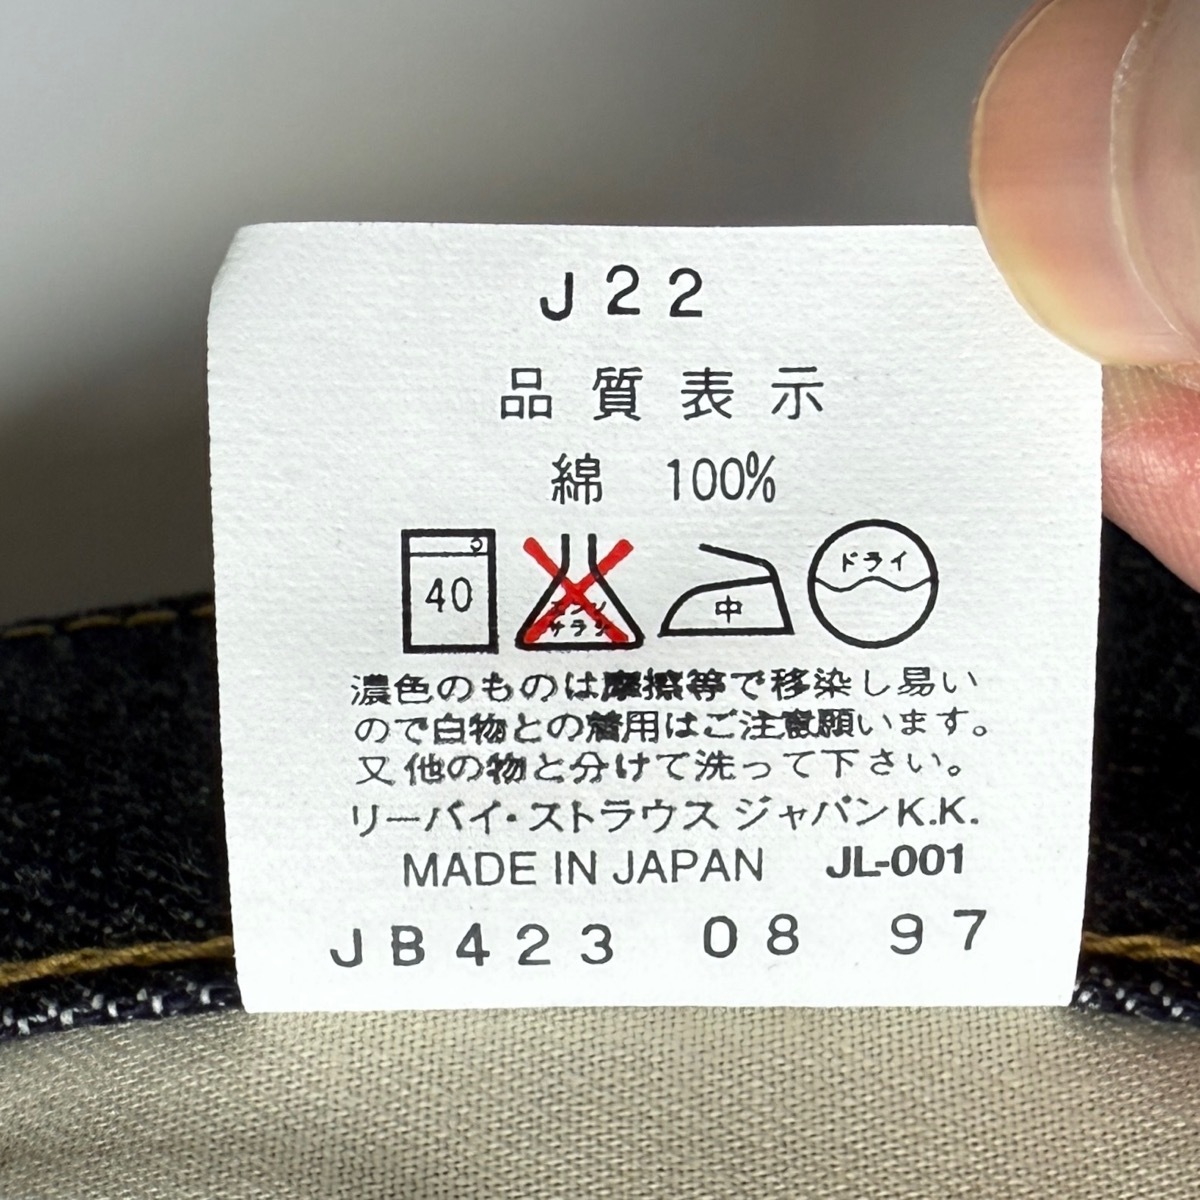 J22
品質表示
綿 100%
40 エンソ サラシ 中 ドライ
濃色のものは摩擦等で移染し易い
ので白物との着用はご注意願います。
又他の物と分けて洗って下さい。
リーバイ・ストラウス ジャパンK.K.
MADE IN JAPAN JL-001
JB423 08 97